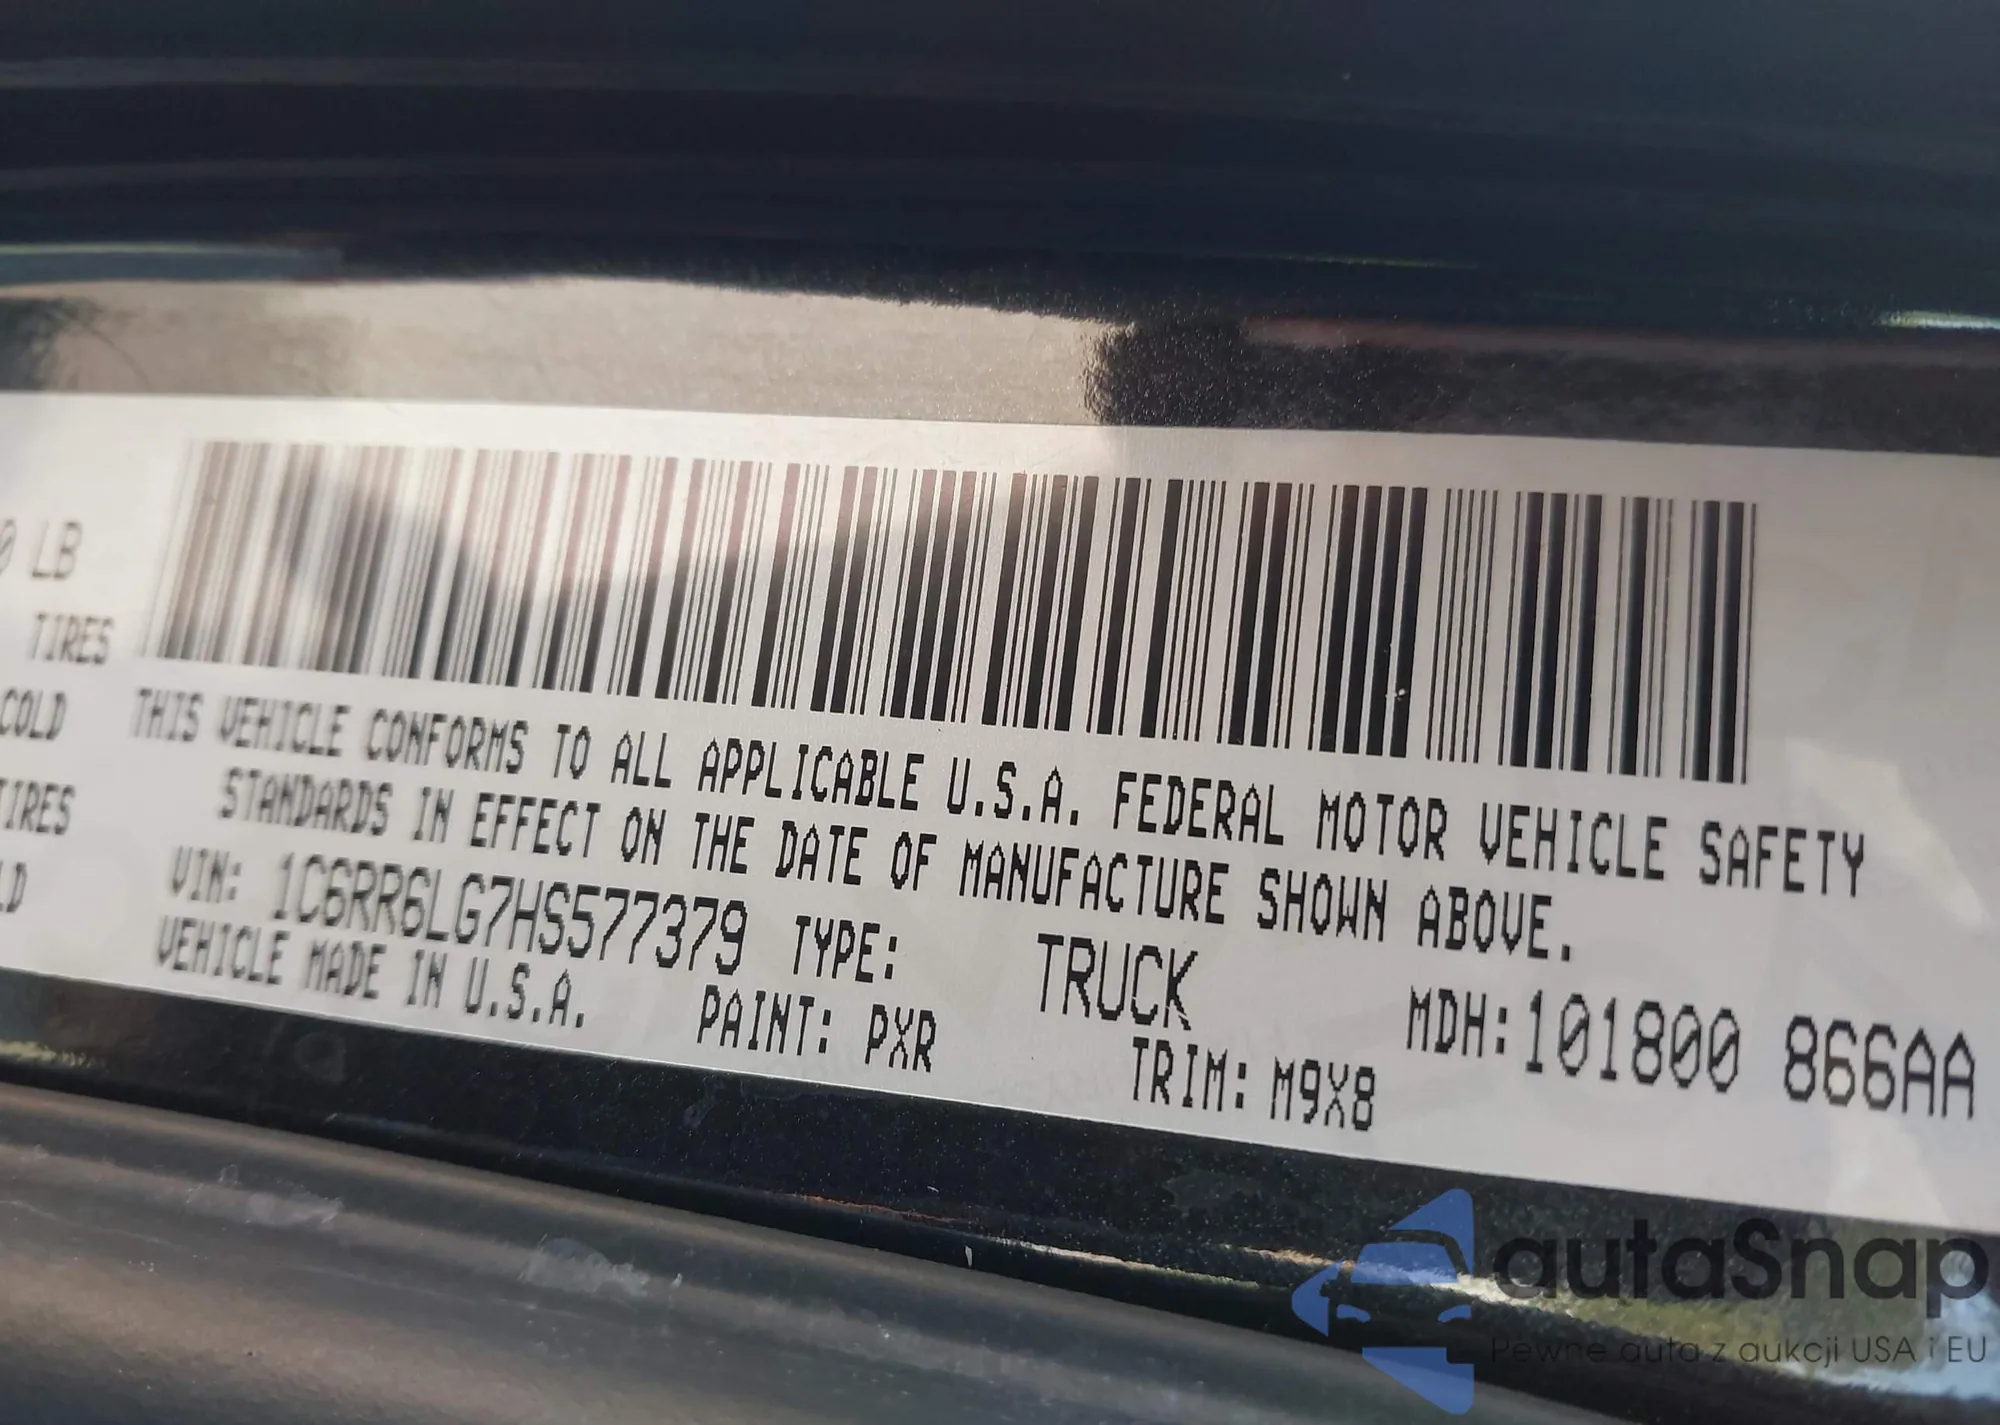 0 LB
TIRES
COLD
TIRES
LD
THIS VEHICLE CONFORMS TO ALL APPLICABLE U.S.A. FEDERAL MOTOR VEHICLE SAFETY
STANDARDS IN EFFECT ON THE DATE OF MANUFACTURE SHOWN ABOVE.
VIN: 1C6RR6LG7HS577379 TYPE: TRUCK MDH:101800 866AA
VEHICLE MADE IN U.S.A. PAINT: PXR TRIM: M9X8
autaSnap
Pewne auta z aukcji USA i EU